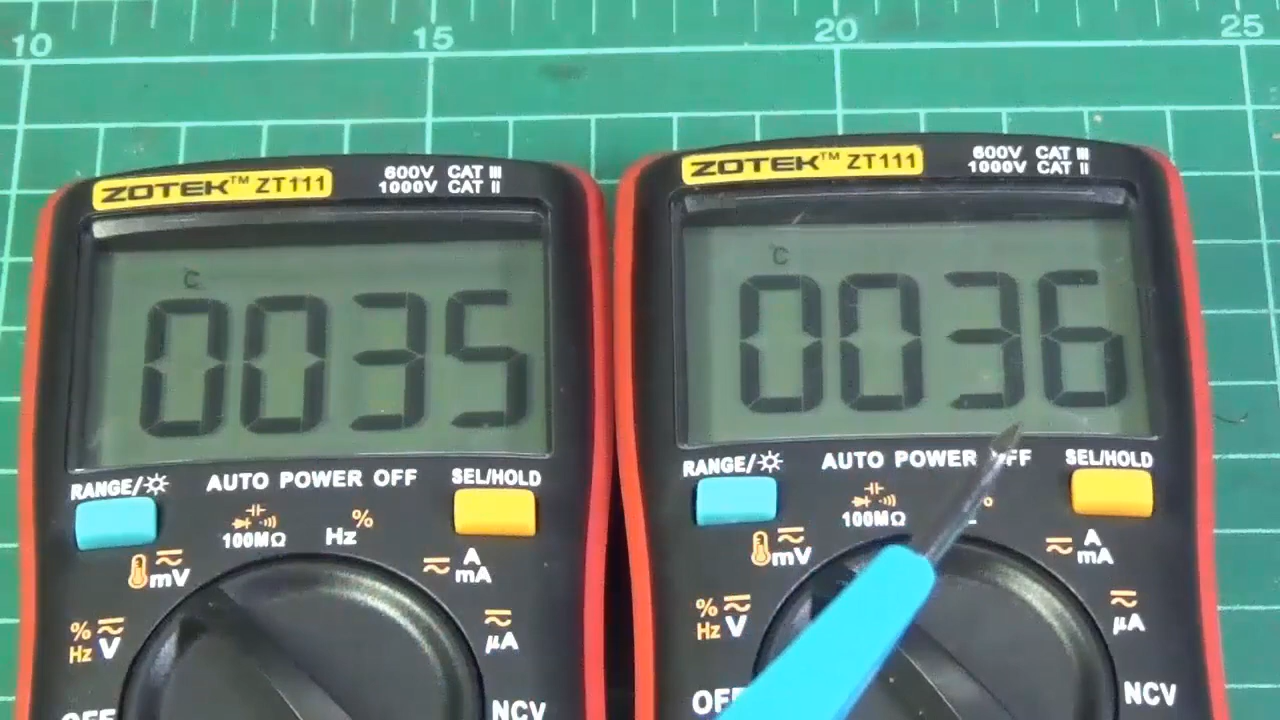 10 15 20 25
ZOTEK™ ZT111
600V CAT III
1000V CAT II
°C
0035
RANGE/ AUTO POWER OFF SEL/HOLD
100MΩ
Hz %
mV
A
mA
% Hz V
μA
OFF
NCV
ZOTEK™ ZT111
600V CAT III
1000V CAT II
°C
0036
RANGE/ AUTO POWER OFF SEL/HOLD
100MΩ
mV
A
mA
% Hz V
μA
OFF
NCV